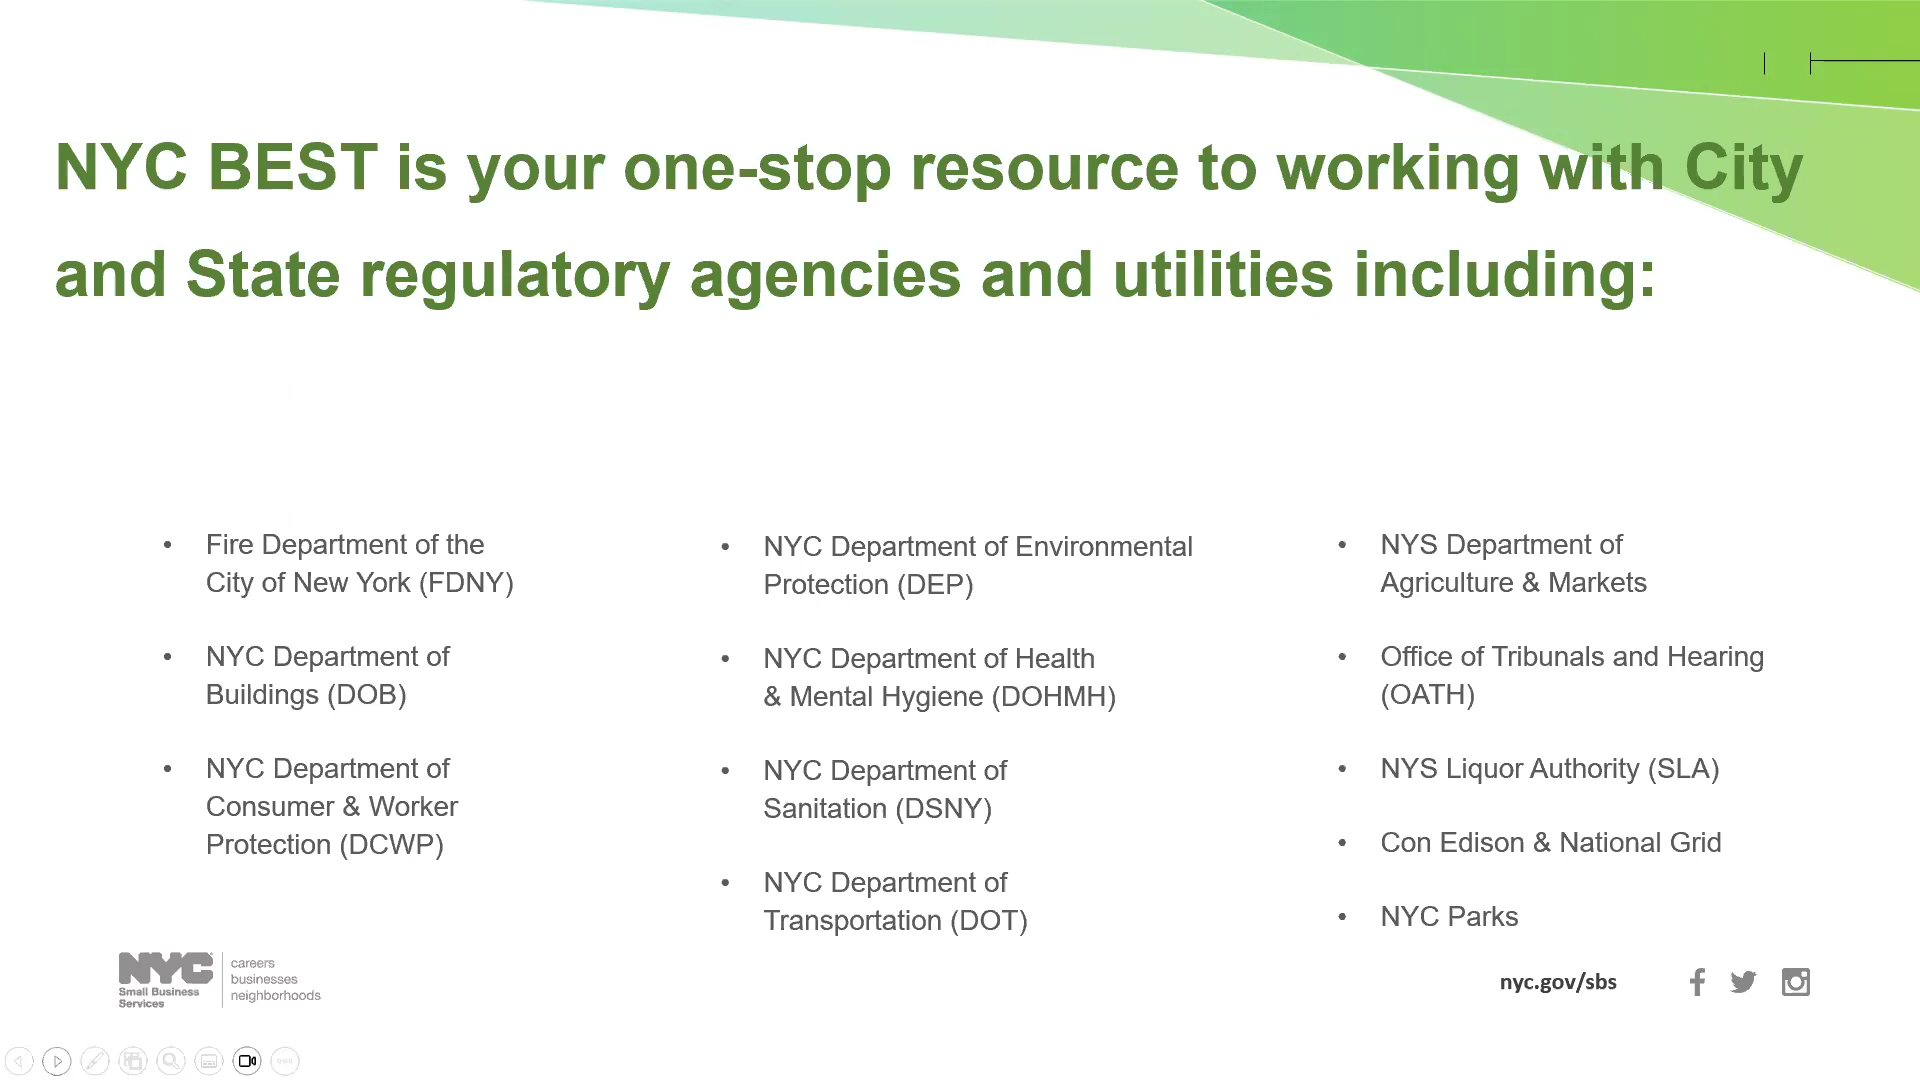 NYC BEST is your one-stop resource to working with City
and State regulatory agencies and utilities including:
• Fire Department of the
City of New York (FDNY)
• NYC Department of
Buildings (DOB)
• NYC Department of
Consumer & Worker
Protection (DCWP)
• NYC Department of Environmental
Protection (DEP)
• NYC Department of Health
& Mental Hygiene (DOHMH)
• NYC Department of
Sanitation (DSNY)
• NYC Department of
Transportation (DOT)
• NYS Department of
Agriculture & Markets
• Office of Tribunals and Hearing
(OATH)
• NYS Liquor Authority (SLA)
• Con Edison & National Grid
• NYC Parks
NYC
Small Business
Services
careers
businesses
neighborhoods
nyc.gov/sbs